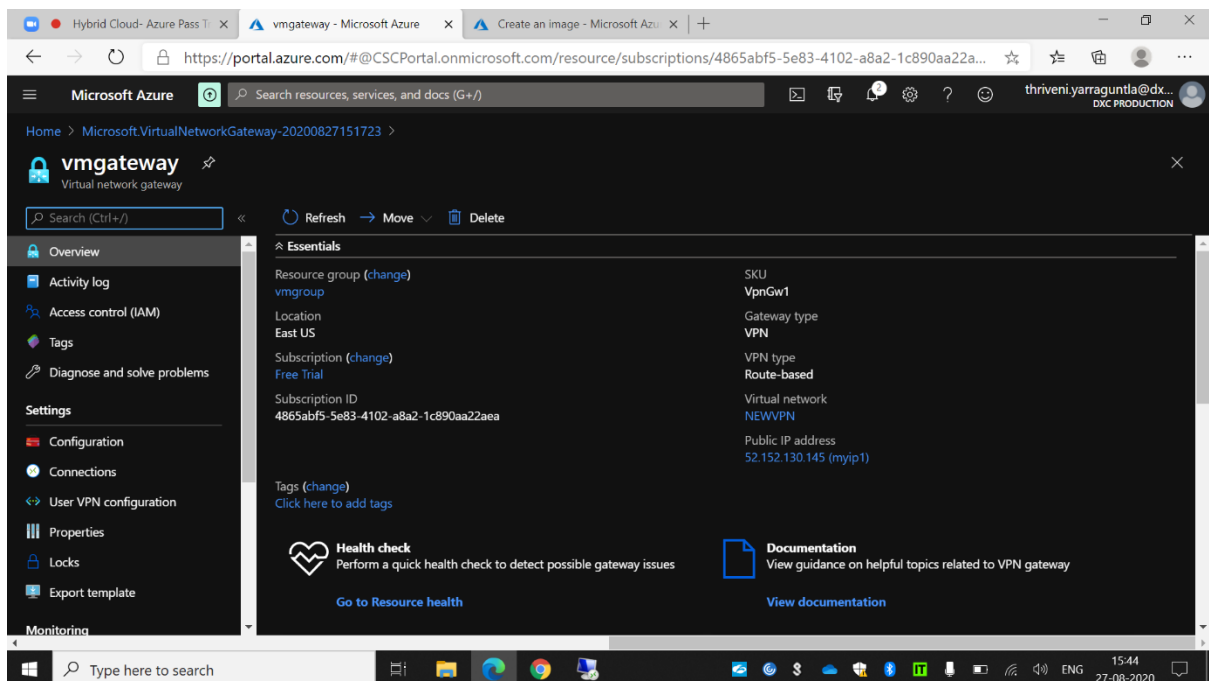 Hybrid Cloud- Azure Pass T
vmgateway - Microsoft Azure
Create an image - Microsoft Azu
https://portal.azure.com/#@CSCPortal.onmicrosoft.com/resource/subscriptions/4865abf5-5e83-4102-a8a2-1c890aa22a...
Microsoft Azure
Search resources, services, and docs (G+/)
2
thriveni.yarraguntla@dx...
DXC PRODUCTION
Home > Microsoft.VirtualNetworkGateway-20200827151723 >
vmgateway
Virtual network gateway
Search (Ctrl+/)
«
Refresh
Move
Delete
Overview
Activity log
Access control (IAM)
Tags
Diagnose and solve problems
Settings
Configuration
Connections
User VPN configuration
Properties
Locks
Export template
Monitoring
Essentials
Resource group (change)
vmgroup
Location
East US
Subscription (change)
Free Trial
Subscription ID
4865abf5-5e83-4102-a8a2-1c890aa22aea
SKU
VpnGw1
Gateway type
VPN
VPN type
Route-based
Virtual network
NEWVPN
Public IP address
52.152.130.145 (myip1)
Tags (change)
Click here to add tags
Health check
Perform a quick health check to detect possible gateway issues
Go to Resource health
Documentation
View guidance on helpful topics related to VPN gateway
View documentation
Type here to search
ENG
15:44
27-08-2020